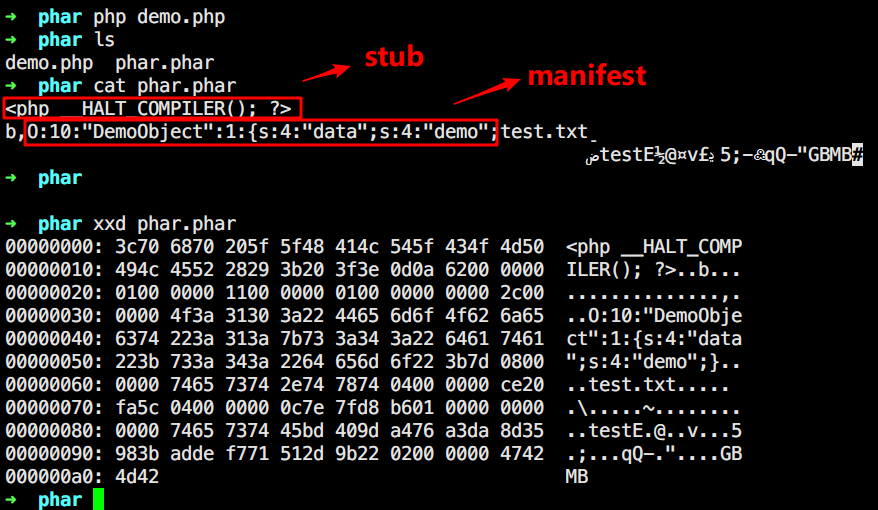 ➜ phar php demo.php
➜ phar ls
demo.php phar.phar
stub
➜ phar cat phar.phar
manifest
<php __HALT_COMPILER(); ?>
b,O:10:"DemoObject":1:{s:4:"data";s:4:"demo";test.txt
testE½@¤v£ 5;-qQ-"GBMB#
➜ phar
➜ phar xxd phar.phar
00000000: 3c70 6870 205f 5f48 414c 545f 434f 4d50 <php __HALT_COMP
00000010: 494c 4552 2829 3b20 3f3e 0d0a 6200 0000 ILER(); ?>..b...
00000020: 0100 0000 1100 0000 0100 0000 0000 2c00 ..............,.
00000030: 0000 4f3a 3130 3a22 4465 6d6f 4f62 6a65 ..O:10:"DemoObje
00000040: 6374 223a 313a 7b73 3a34 3a22 6461 7461 ct":1:{s:4:"data
00000050: 223b 733a 343a 2264 656d 6f22 3b7d 0800 ";s:4:"demo";}..
00000060: 0000 7465 7374 2e74 7874 0400 0000 ce20 ..test.txt..... 
00000070: fa5c 0400 0000 0c7e 7fd8 b601 0000 0000 .\.....~........
00000080: 0000 7465 7374 45bd 409d a476 a3da 8d35 ..testE.@..v...5
00000090: 983b adde f771 512d 9b22 0200 0000 4742 .;...qQ-."....GB
000000a0: 4d42 MB
➜ phar